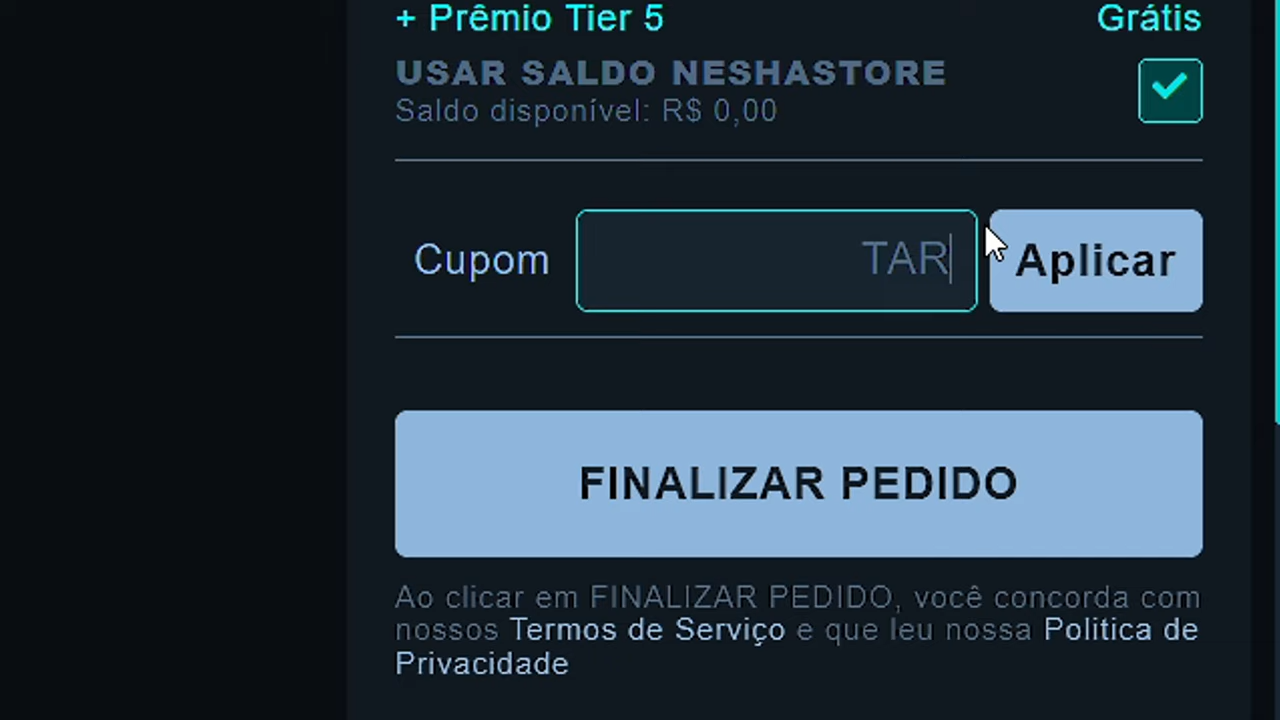 + Prêmio Tier 5 Grátis
USAR SALDO NESHASTORE
Saldo disponível: R$ 0,00
Cupom TAR Aplicar
FINALIZAR PEDIDO
Ao clicar em FINALIZAR PEDIDO, você concorda com
nossos Termos de Serviço e que leu nossa Politica de
Privacidade